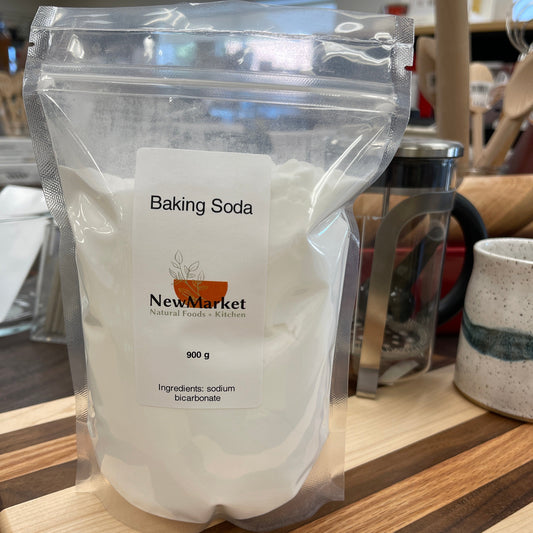 Baking Soda
NewMarket
Natural Foods + Kitchen
900 g
Ingredients: sodium
bicarbonate